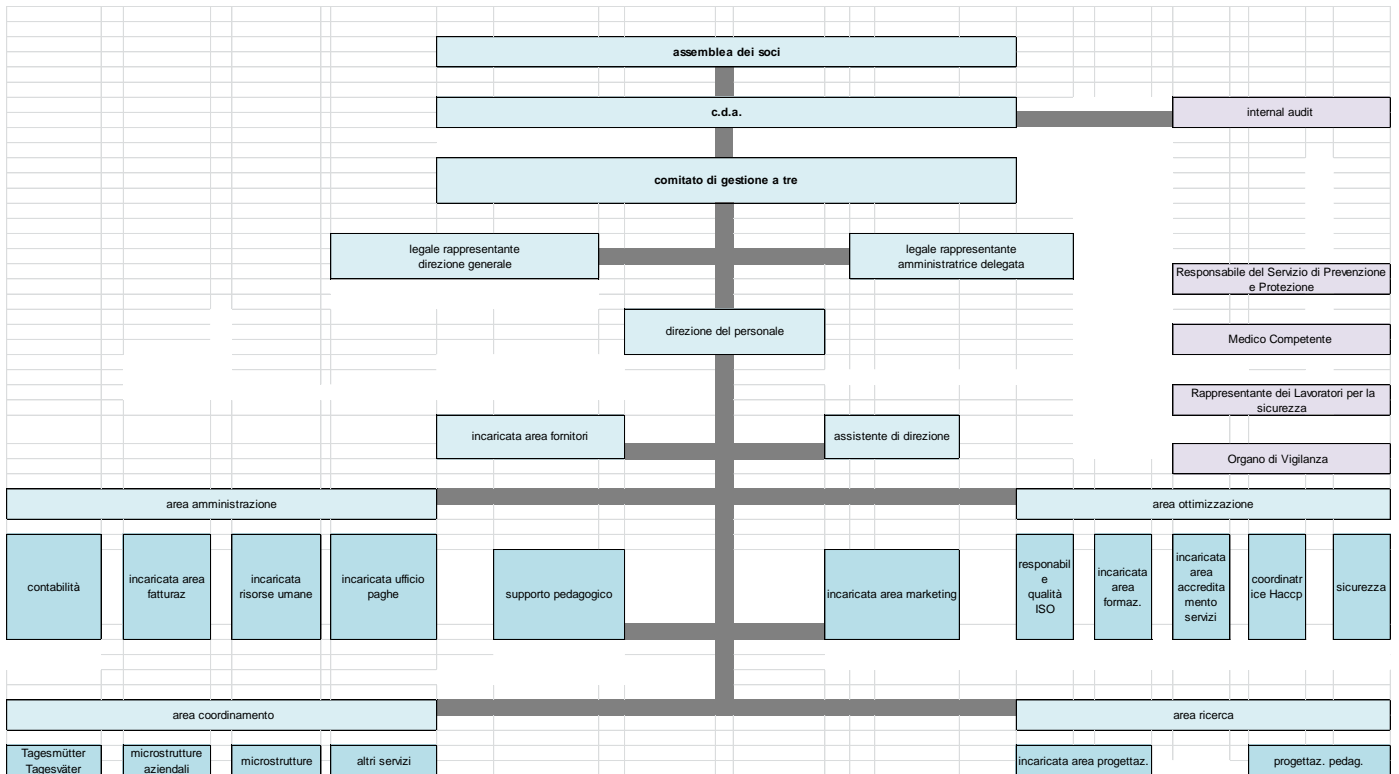 assemblea dei soci
c.d.a.
internal audit
comitato di gestione a tre
legale rappresentante
direzione generale
legale rappresentante
amministratrice delegata
Responsabile del Servizio di Prevenzione
e Protezione
direzione del personale
Medico Competente
Rappresentante dei Lavoratori per la
sicurezza
incaricata area fornitori
assistente di direzione
Organo di Vigilanza
area amministrazione
area ottimizzazione
contabilità
incaricata area
fatturaz
incaricata
risorse umane
incaricata ufficio
paghe
supporto pedagogico
incaricata area marketing
responabil
e
qualità
ISO
incaricata
area
formaz.
incaricata
area
accredita
mento
servizi
coordinatr
ice Haccp
sicurezza
area coordinamento
area ricerca
Tagesmütter
Tagesväter
microstrutture
aziendali
microstrutture
altri servizi
incaricata area progettaz.
progettaz. pedag.